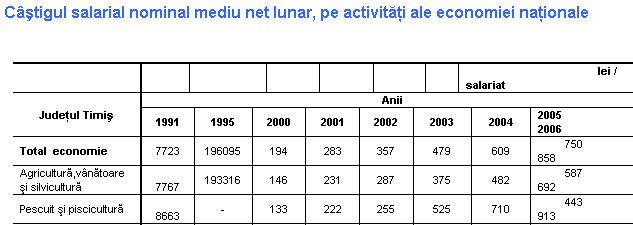 Câştigul salarial nominal mediu net lunar, pe activități ale economiei naționale
lei /
salariat
Județul Timiş
Anii
1991 1995 2000 2001 2002 2003 2004 2005
2006
Total economie 7723 196095 194 283 357 479 609 750
858
Agricultură,vânătoare
şi silvicultură 7767 193316 146 231 287 375 482 587
692
Pescuit şi piscicultură 8663 - 133 222 255 525 710 443
913